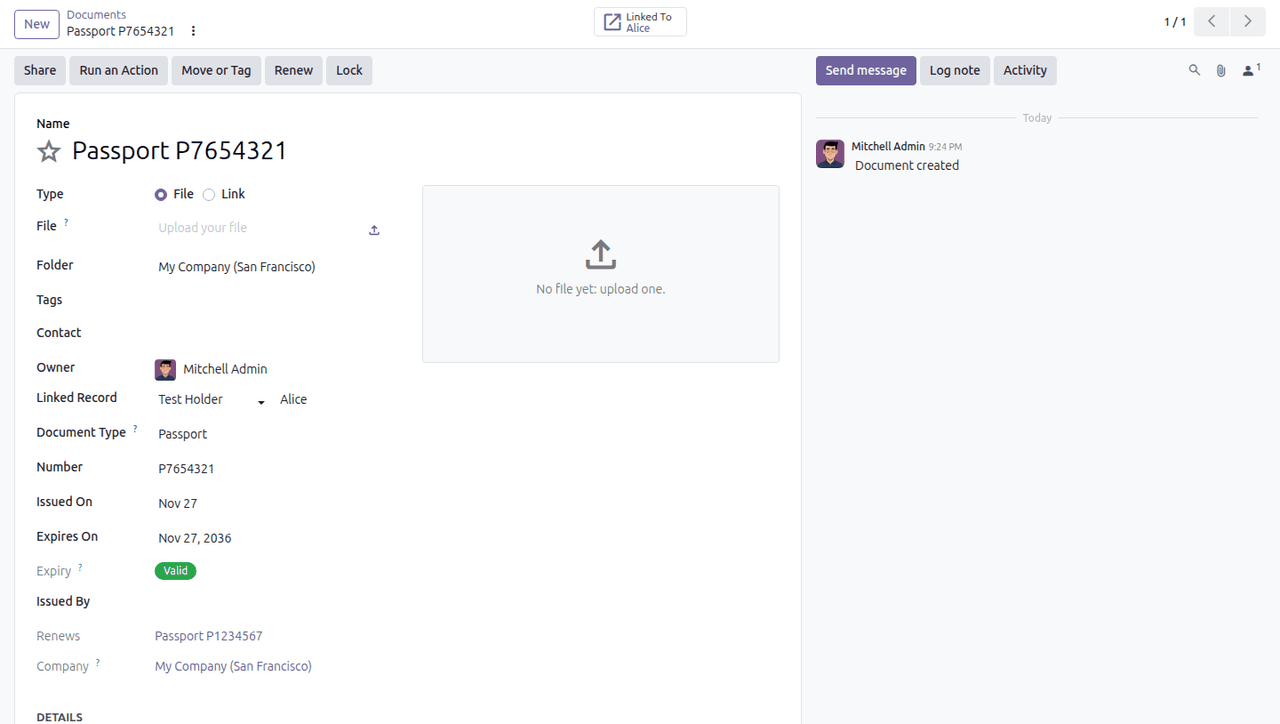 New
Documents
Passport P7654321
Linked To
Alice
1 / 1
Share
Run an Action
Move or Tag
Renew
Lock
Send message
Log note
Activity
1
Name
Passport P7654321
Type
File
Link
File ?
Upload your file
Folder
My Company (San Francisco)
Tags
Contact
Owner
Mitchell Admin
Linked Record
Test Holder
Alice
Document Type ?
Passport
Number
P7654321
Issued On
Nov 27
Expires On
Nov 27, 2036
Expiry ?
Valid
Issued By
Renews
Passport P1234567
Company ?
My Company (San Francisco)
DETAILS
No file yet: upload one.
Today
Mitchell Admin 9:24 PM
Document created